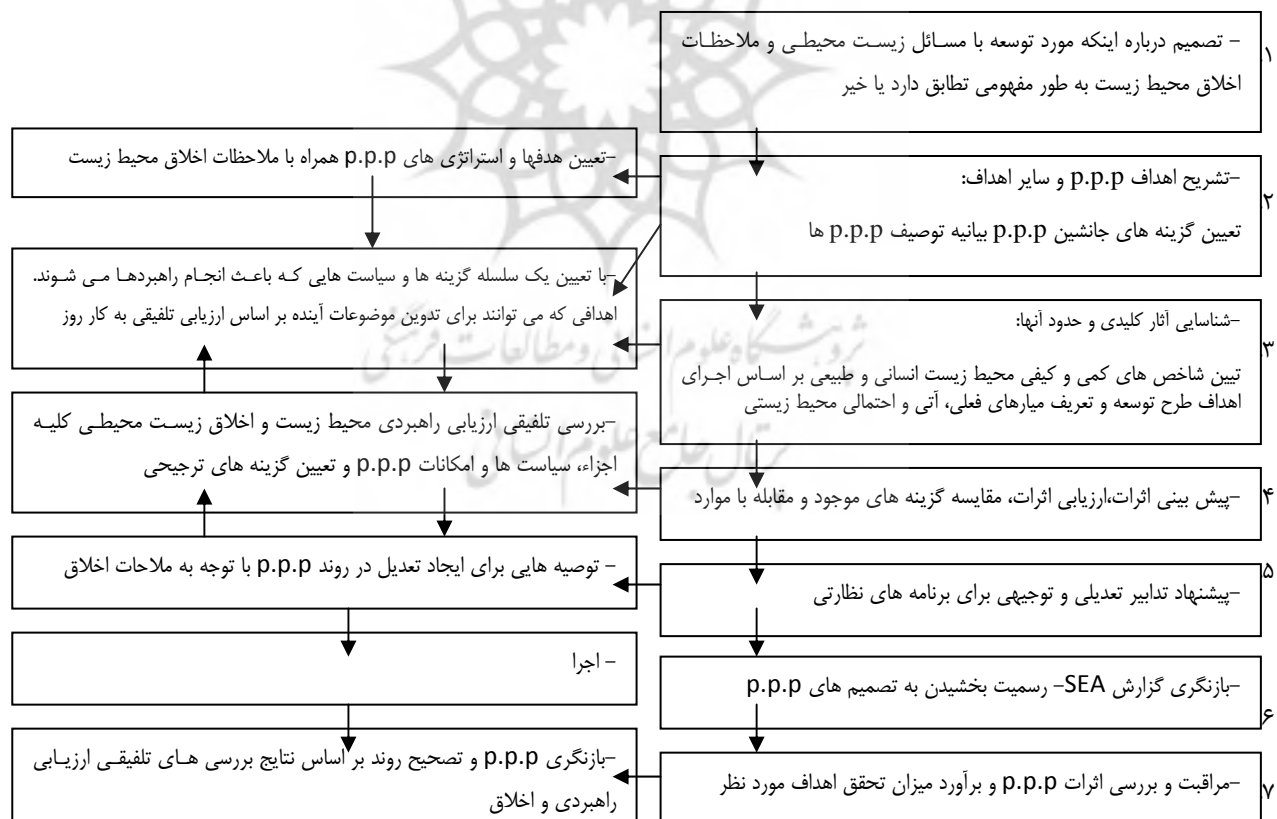 ۱
- تصمیم درباره اینکه مورد توسعه با مسائل زیست محیطی و ملاحظات
اخلاق محیط زیست به طور مفهومی تطابق دارد یا خیر
۲
-تشریح اهداف p.p.p و سایر اهداف:
تعیین گزینه های جانشین p.p.p بیانیه توصیف p.p.p ها
۳
-شناسایی آثار کلیدی و حدود آنها:
تیین شاخص های کمی و کیفی محیط زیست انسانی و طبیعی بر اساس اجرای
اهداف طرح توسعه و تعریف میارهای فعلی، آتی و احتمالی محیط زیستی
۴
-پیش بینی اثرات،ارزیابی اثرات، مقایسه گزینه های موجود و مقابله با موارد
۵
-پیشنهاد تدابیر تعدیلی و توجیهی برای برنامه های نظارتی
۶
-بازنگری گزارش SEA- رسمیت بخشیدن به تصمیم های p.p.p
۷
-مراقبت و بررسی اثرات p.p.p و برآورد میزان تحقق اهداف مورد نظر
-تعیین هدفها و استراتژی های p.p.p همراه با ملاحظات اخلاق محیط زیست
-با تعیین یک سلسله گزینه ها و سیاست هایی که باعث انجام راهبردها می شوند.
اهدافی که می توانند برای تدوین موضوعات آینده بر اساس ارزیابی تلفیقی به کار روز
-بررسی تلفیقی ارزیابی راهبردی محیط زیست و اخلاق زیست محیطی کلیه
اجزاء، سیاست ها و امکانات p.p.p و تعیین گزینه های ترجیحی
- توصیه هایی برای ایجاد تعدیل در روند p.p.p با توجه به ملاحات اخلاق
- اجرا
-بازنگری p.p.p و تصحیح روند بر اساس نتایج بررسی های تلفیقی ارزیابی
راهبردی و اخلاق
پژوهشگاه علوم انسانی و مطالعات فرهنگی
پرتال جامع علوم انسانی